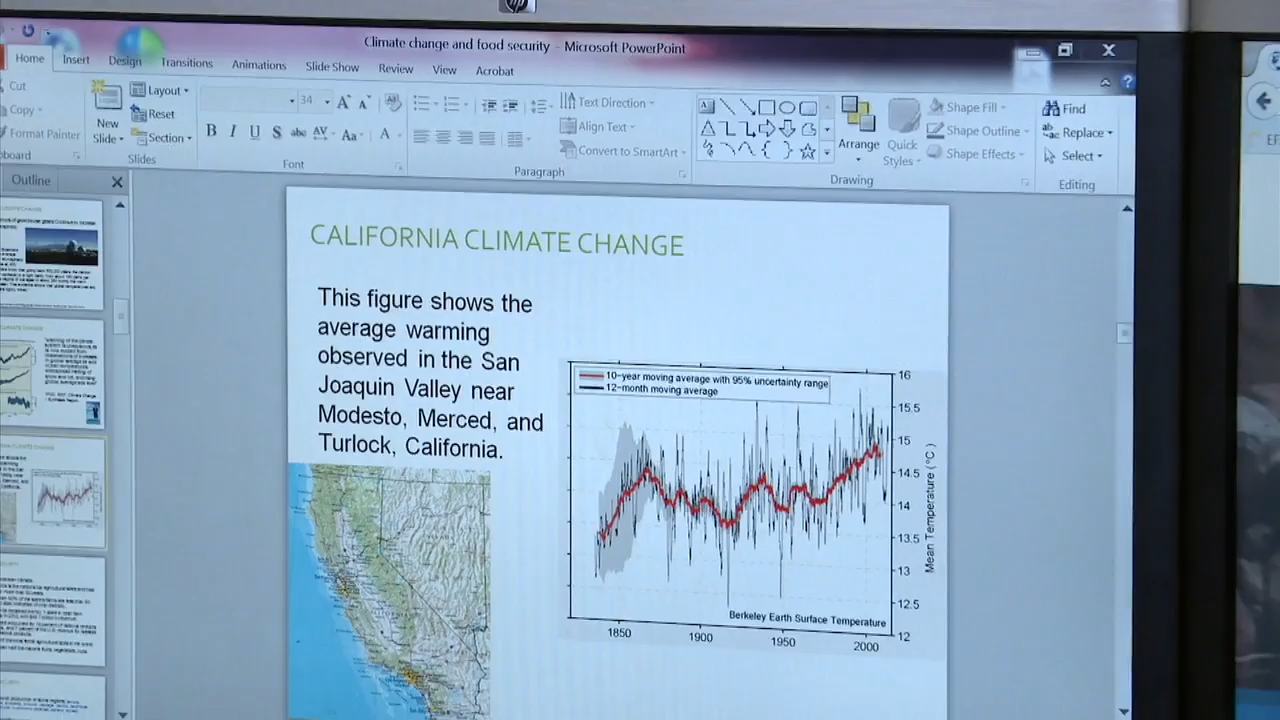 hp
Climate change and food security - Microsoft PowerPoint
Home Insert Design Transitions Animations Slide Show Review View Acrobat
Cut
Copy
Format Painter
New
Slide
Layout
Reset
Section
Slides
34
B I U S abc AV Aa A
Font
Text Direction
Align Text
Convert to SmartArt
Paragraph
Arrange
Quick
Styles
Shape Fill
Shape Outline
Shape Effects
Drawing
Find
Replace
Select
Editing
Outline
CALIFORNIA CLIMATE CHANGE
This figure shows the
average warming
observed in the San
Joaquin Valley near
Modesto, Merced, and
Turlock, California.
10-year moving average with 95% uncertainty range
12-month moving average
16
15.5
15
14.5
14
13.5
13
12.5
12
Mean Temperature (°C)
Berkeley Earth Surface Temperature
1850 1900 1950 2000